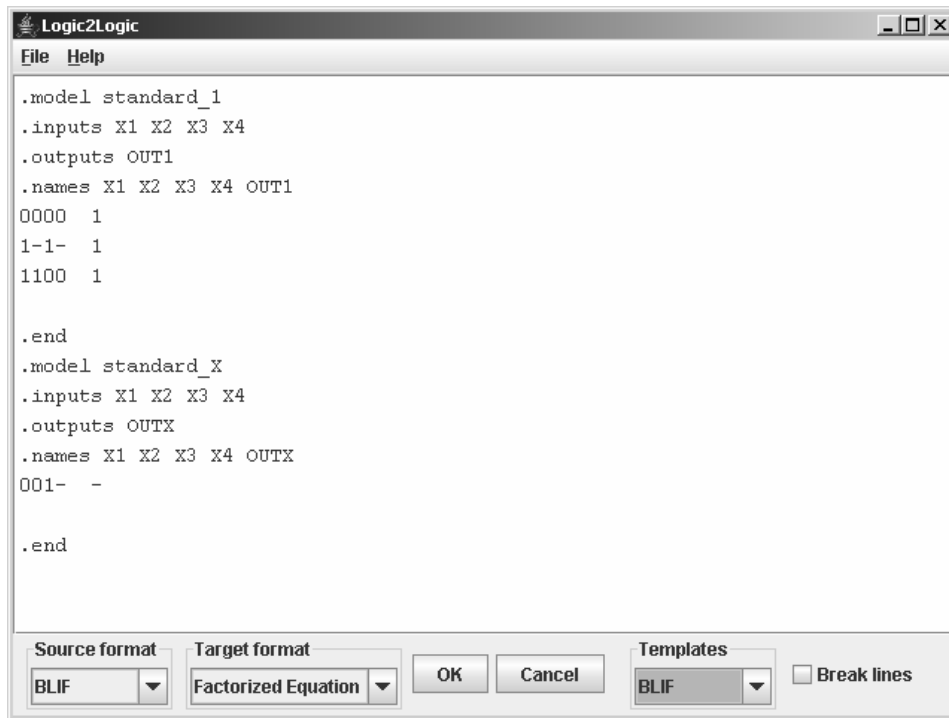 Logic2Logic
File Help
.model standard_1
.inputs X1 X2 X3 X4
.outputs OUT1
.names X1 X2 X3 X4 OUT1
0000 1
1-1- 1
1100 1
.end
.model standard_X
.inputs X1 X2 X3 X4
.outputs OUTX
.names X1 X2 X3 X4 OUTX
001- -
.end
Source format Target format Templates
BLIF Factorized Equation OK Cancel BLIF Break lines